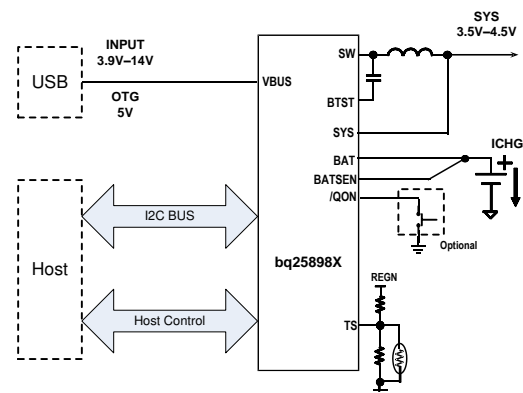 SYS
3.5V–4.5V
INPUT
3.9V–14V
USB
OTG
5V
VBUS
SW
BTST
SYS
BAT
BATSEN
/QON
ICHG
+
Optional
I2C BUS
Host
bq25898X
Host Control
REGN
TS